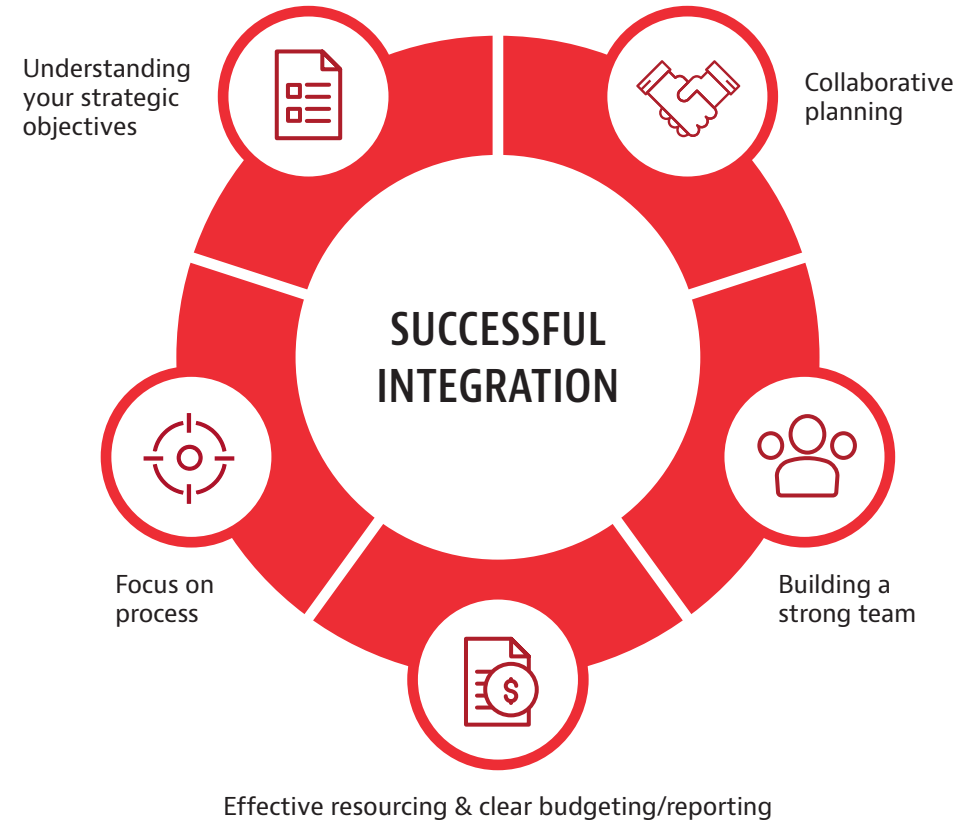 Understanding
your strategic
objectives
Collaborative
planning
SUCCESSFUL
INTEGRATION
Focus on
process
$
Building a
strong team
Effective resourcing & clear budgeting/reporting